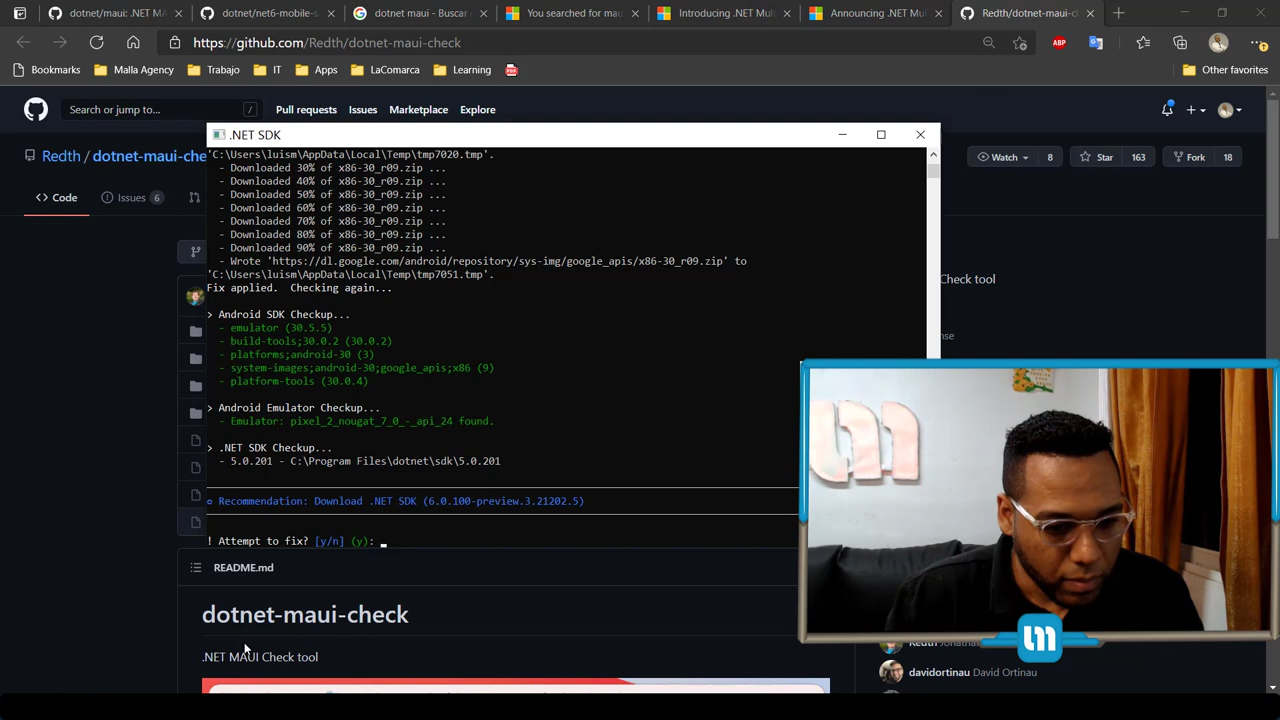 dotnet/maui: .NET MA
dotnet/net6-mobile-s
dotnet maui - Buscar
You searched for mau
Introducing .NET Mult
Announcing .NET Mul
Redth/dotnet-maui-ch
https://github.com/Redth/dotnet-maui-check
ABP
Bookmarks
Malla Agency
Trabajo
IT
Apps
LaComarca
Learning
Other favorites
Search or jump to...
/
Pull requests
Issues
Marketplace
Explore
Redth / dotnet-maui-che
Watch
8
Star
163
Fork
18
Code
Issues
6
.NET SDK
'C:\Users\luism\AppData\Local\Temp\tmp7020.tmp'.
- Downloaded 30% of x86-30_r09.zip ...
- Downloaded 40% of x86-30_r09.zip ...
- Downloaded 50% of x86-30_r09.zip ...
- Downloaded 60% of x86-30_r09.zip ...
- Downloaded 70% of x86-30_r09.zip ...
- Downloaded 80% of x86-30_r09.zip ...
- Downloaded 90% of x86-30_r09.zip ...
- Wrote 'https://dl.google.com/android/repository/sys-img/google_apis/x86-30_r09.zip' to
'C:\Users\luism\AppData\Local\Temp\tmp7051.tmp'.
Fix applied.  Checking again...
> Android SDK Checkup...
- emulator (30.5.5)
- build-tools;30.0.2 (30.0.2)
- platforms;android-30 (3)
- system-images;android-30;google_apis;x86 (9)
- platform-tools (30.0.4)
> Android Emulator Checkup...
- Emulator: pixel_2_nougat_7_0_-_api_24 found.
> .NET SDK Checkup...
- 5.0.201 - C:\Program Files\dotnet\sdk\5.0.201
¤ Recommendation: Download .NET SDK (6.0.100-preview.3.21202.5)
! Attempt to fix? [y/n] (y):
Check tool
ense
README.md
dotnet-maui-check
.NET MAUI Check tool
davidortinau David Ortinau